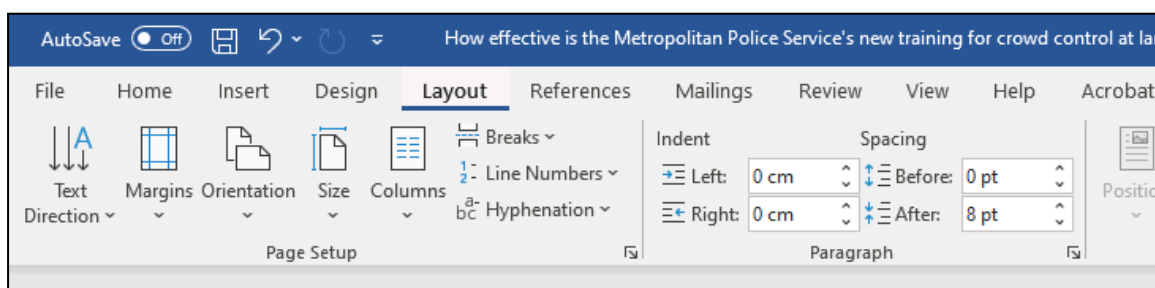 AutoSave Off How effective is the Metropolitan Police Service's new training for crowd control at
File Home Insert Design Layout References Mailings Review View Help Acrobat
Text Direction
Margins
Orientation
Size
Columns
Breaks
Line Numbers
Hyphenation
Page Setup
Indent
Left: 0 cm
Right: 0 cm
Spacing
Before: 0 pt
After: 8 pt
Paragraph